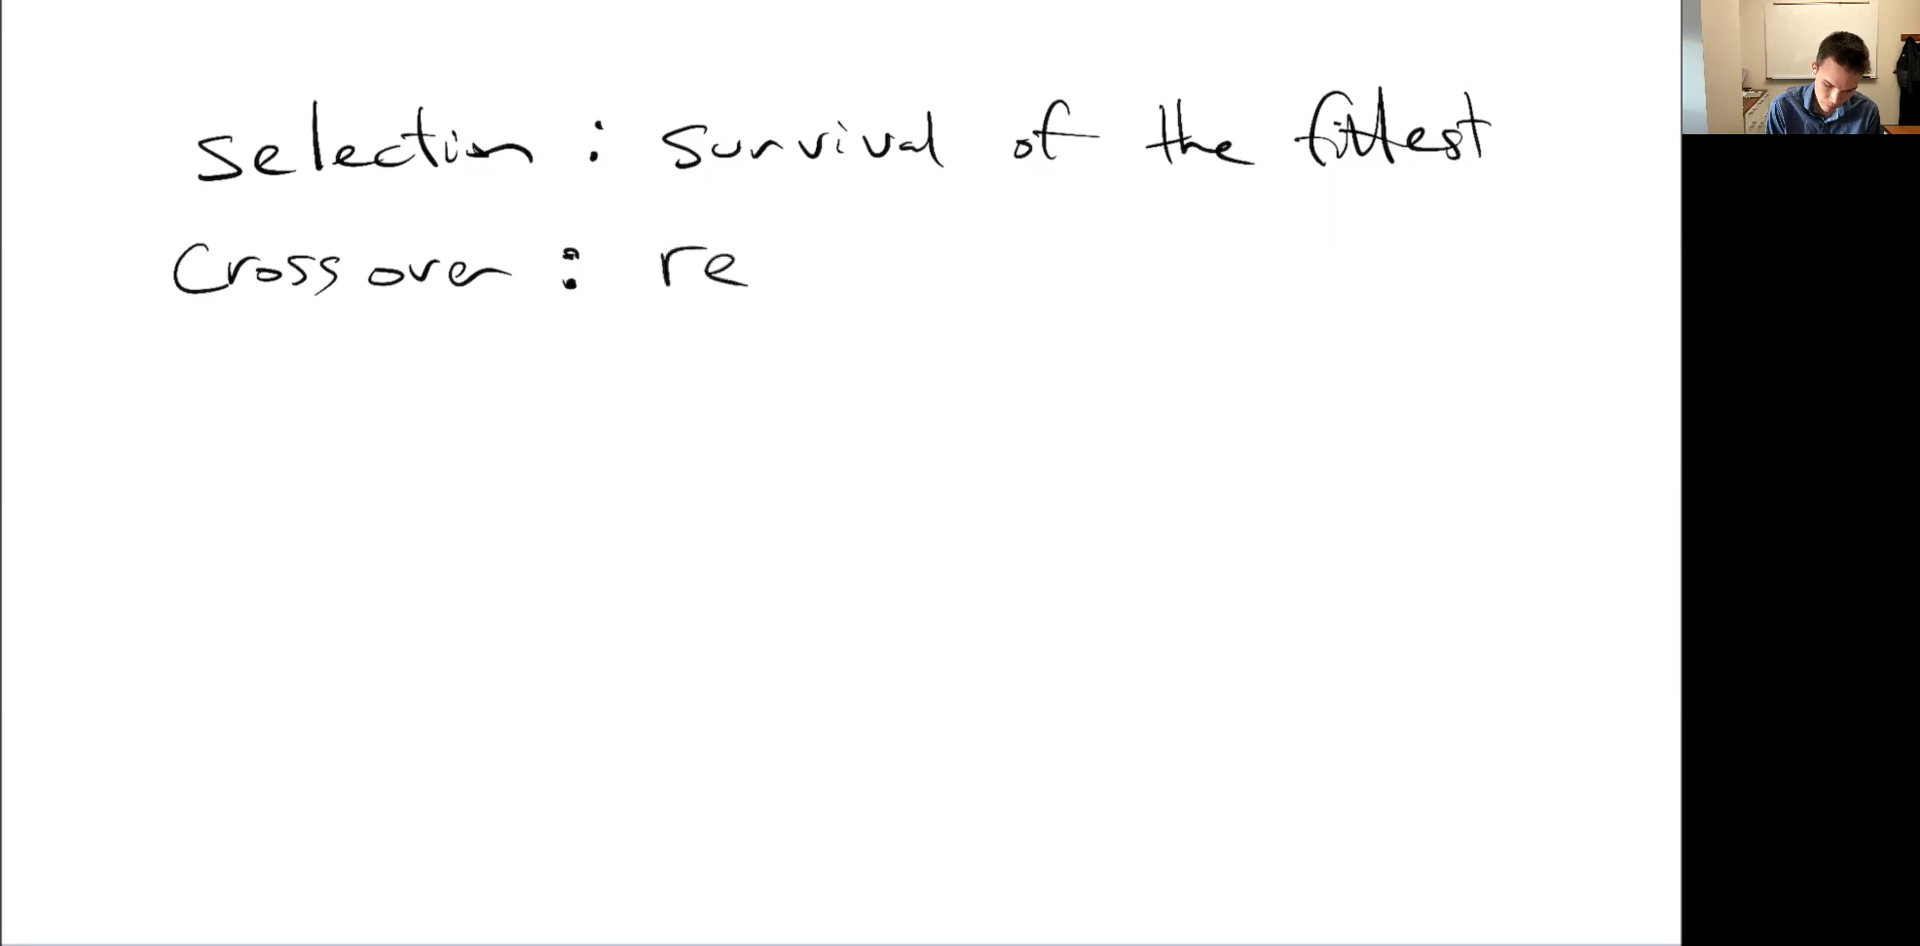 selection : survival of the fittest
Crossover : re